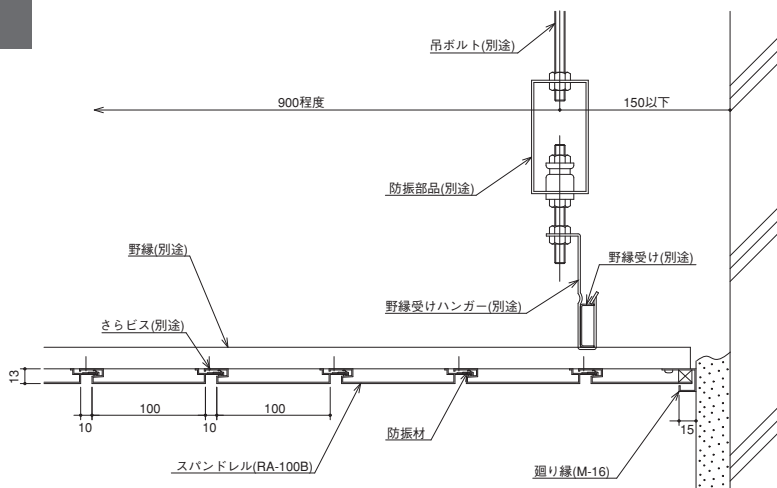 吊ボルト(別途)
900程度
150以下
防振部品(別途)
野縁(別途)
野縁受け(別途)
野縁受けハンガー(別途)
さらビス(別途)
13
100
100
10
10
15
防振材
スパンドレル(RA-100B)
廻り縁(M-16)